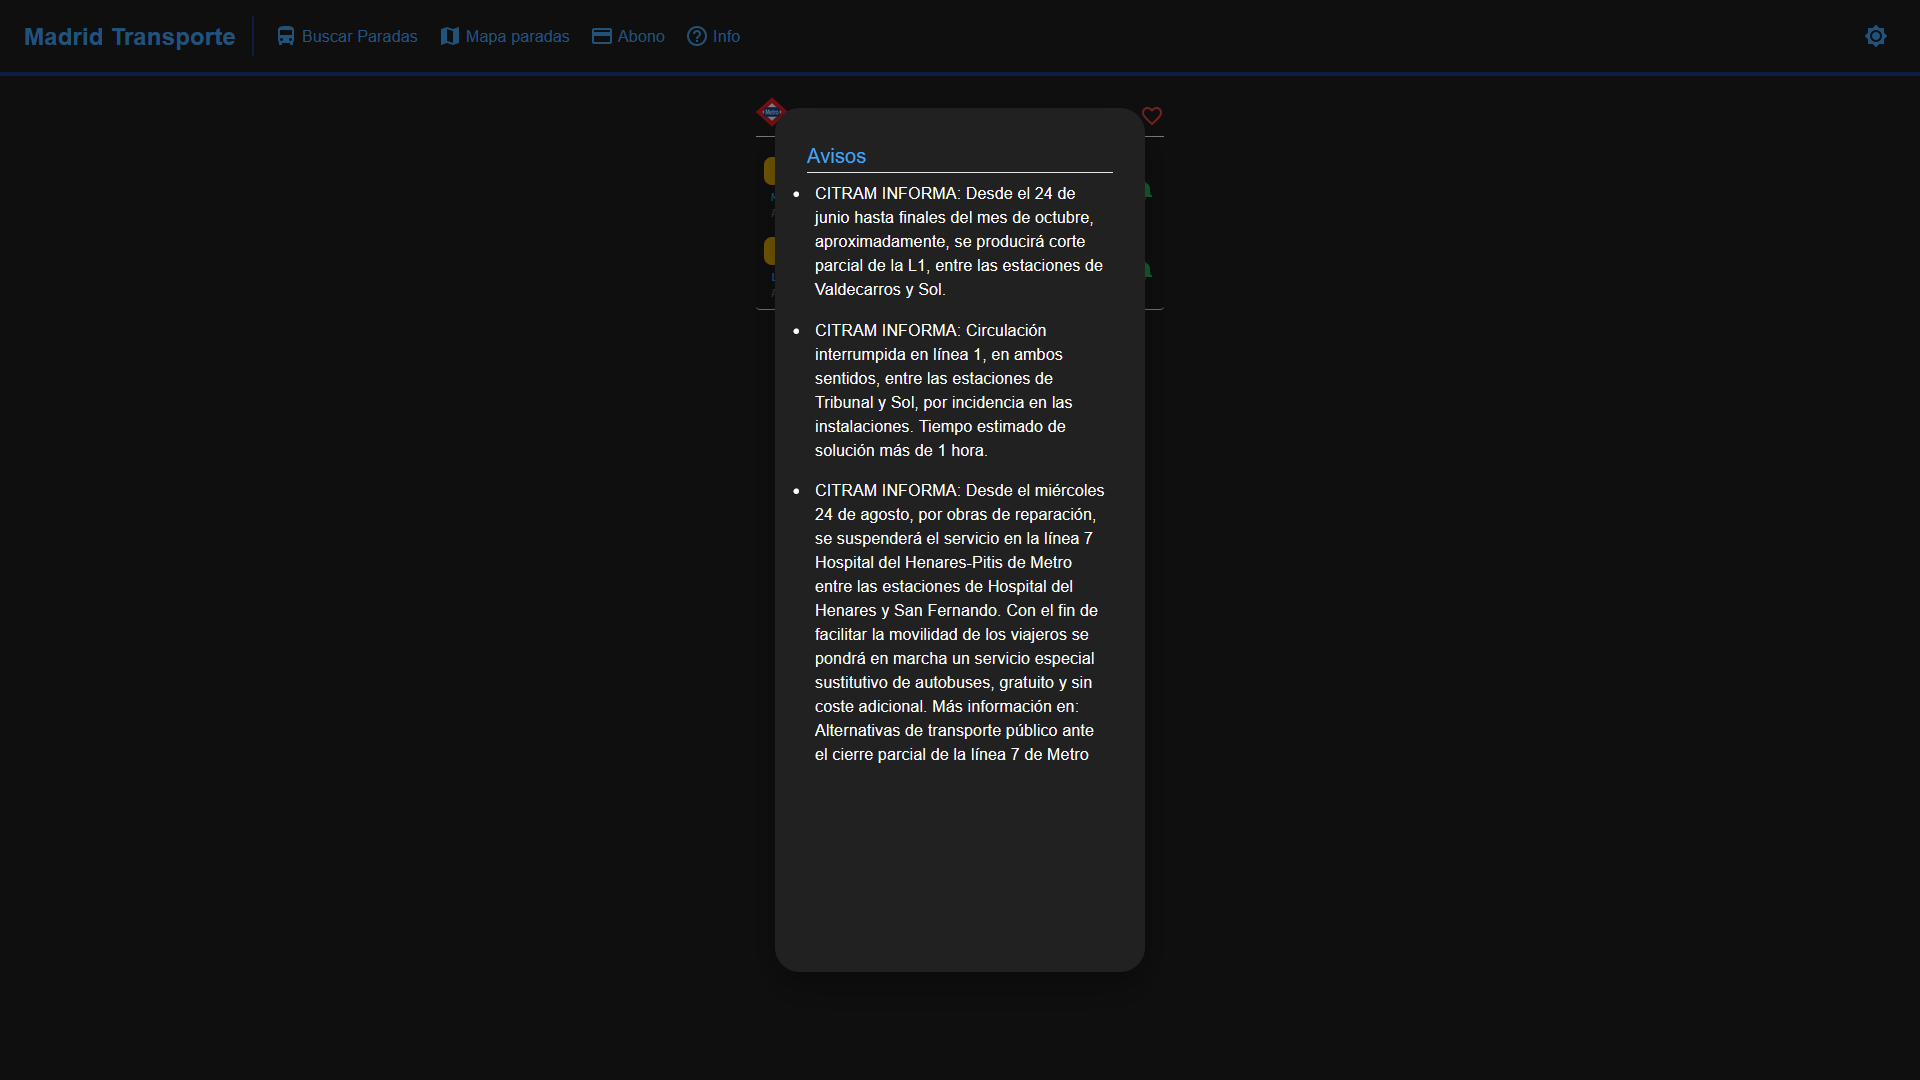 Madrid Transporte
Buscar Paradas
Mapa paradas
Abono
Info
Metro
Avisos
CITRAM INFORMA: Desde el 24 de
junio hasta finales del mes de octubre,
aproximadamente, se producirá corte
parcial de la L1, entre las estaciones de
Valdecarros y Sol.
CITRAM INFORMA: Circulación
interrumpida en línea 1, en ambos
sentidos, entre las estaciones de
Tribunal y Sol, por incidencia en las
instalaciones. Tiempo estimado de
solución más de 1 hora.
CITRAM INFORMA: Desde el miércoles
24 de agosto, por obras de reparación,
se suspenderá el servicio en la línea 7
Hospital del Henares-Pitis de Metro
entre las estaciones de Hospital del
Henares y San Fernando. Con el fin de
facilitar la movilidad de los viajeros se
pondrá en marcha un servicio especial
sustitutivo de autobuses, gratuito y sin
coste adicional. Más información en:
Alternativas de transporte público ante
el cierre parcial de la línea 7 de Metro